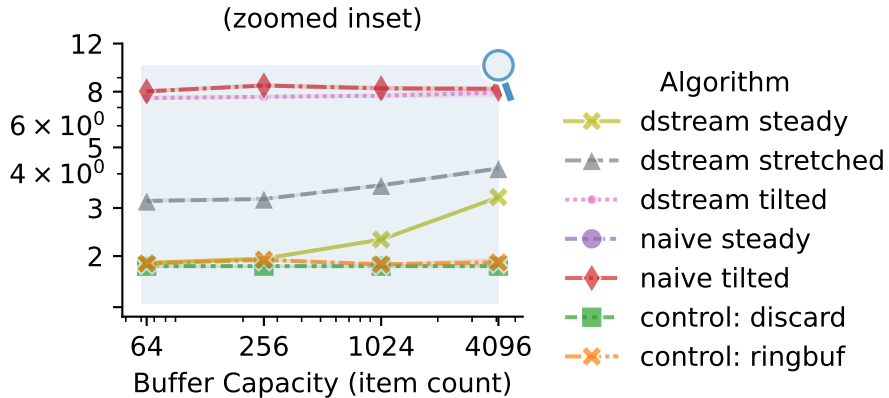 (zoomed inset)
12
8
6 × 10⁰
5
4 × 10⁰
3
2
64 256 1024 4096
Buffer Capacity (item count)
Algorithm
dstream steady
dstream stretched
dstream tilted
naive steady
naive tilted
control: discard
control: ringbuf